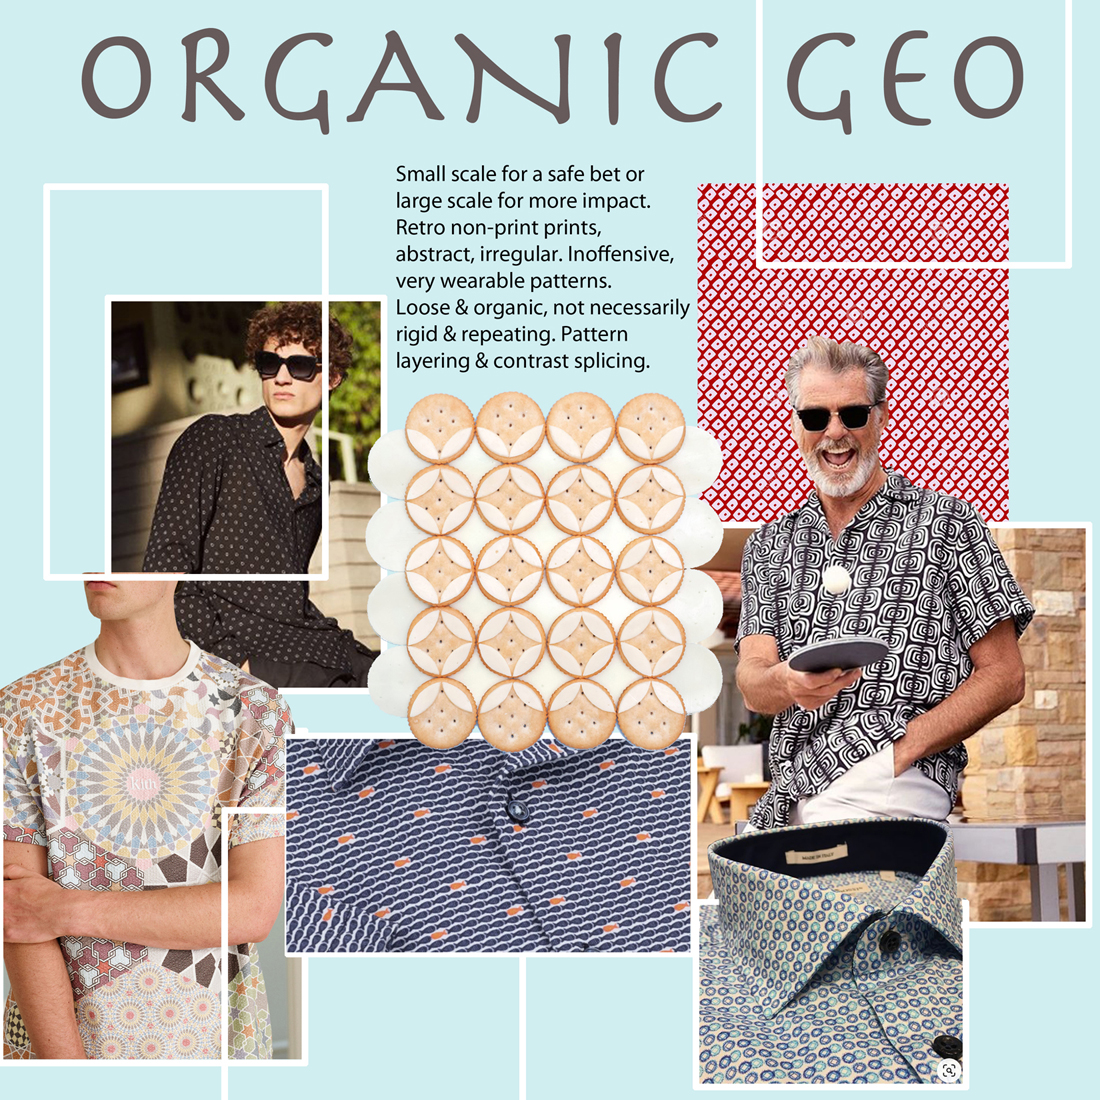 ORGANIC GEO
Small scale for a safe bet or
large scale for more impact.
Retro non-print prints,
abstract, irregular. Inoffensive,
very wearable patterns.
Loose & organic, not necessarily
rigid & repeating. Pattern
layering & contrast splicing.
kith
MADE IN ITALY